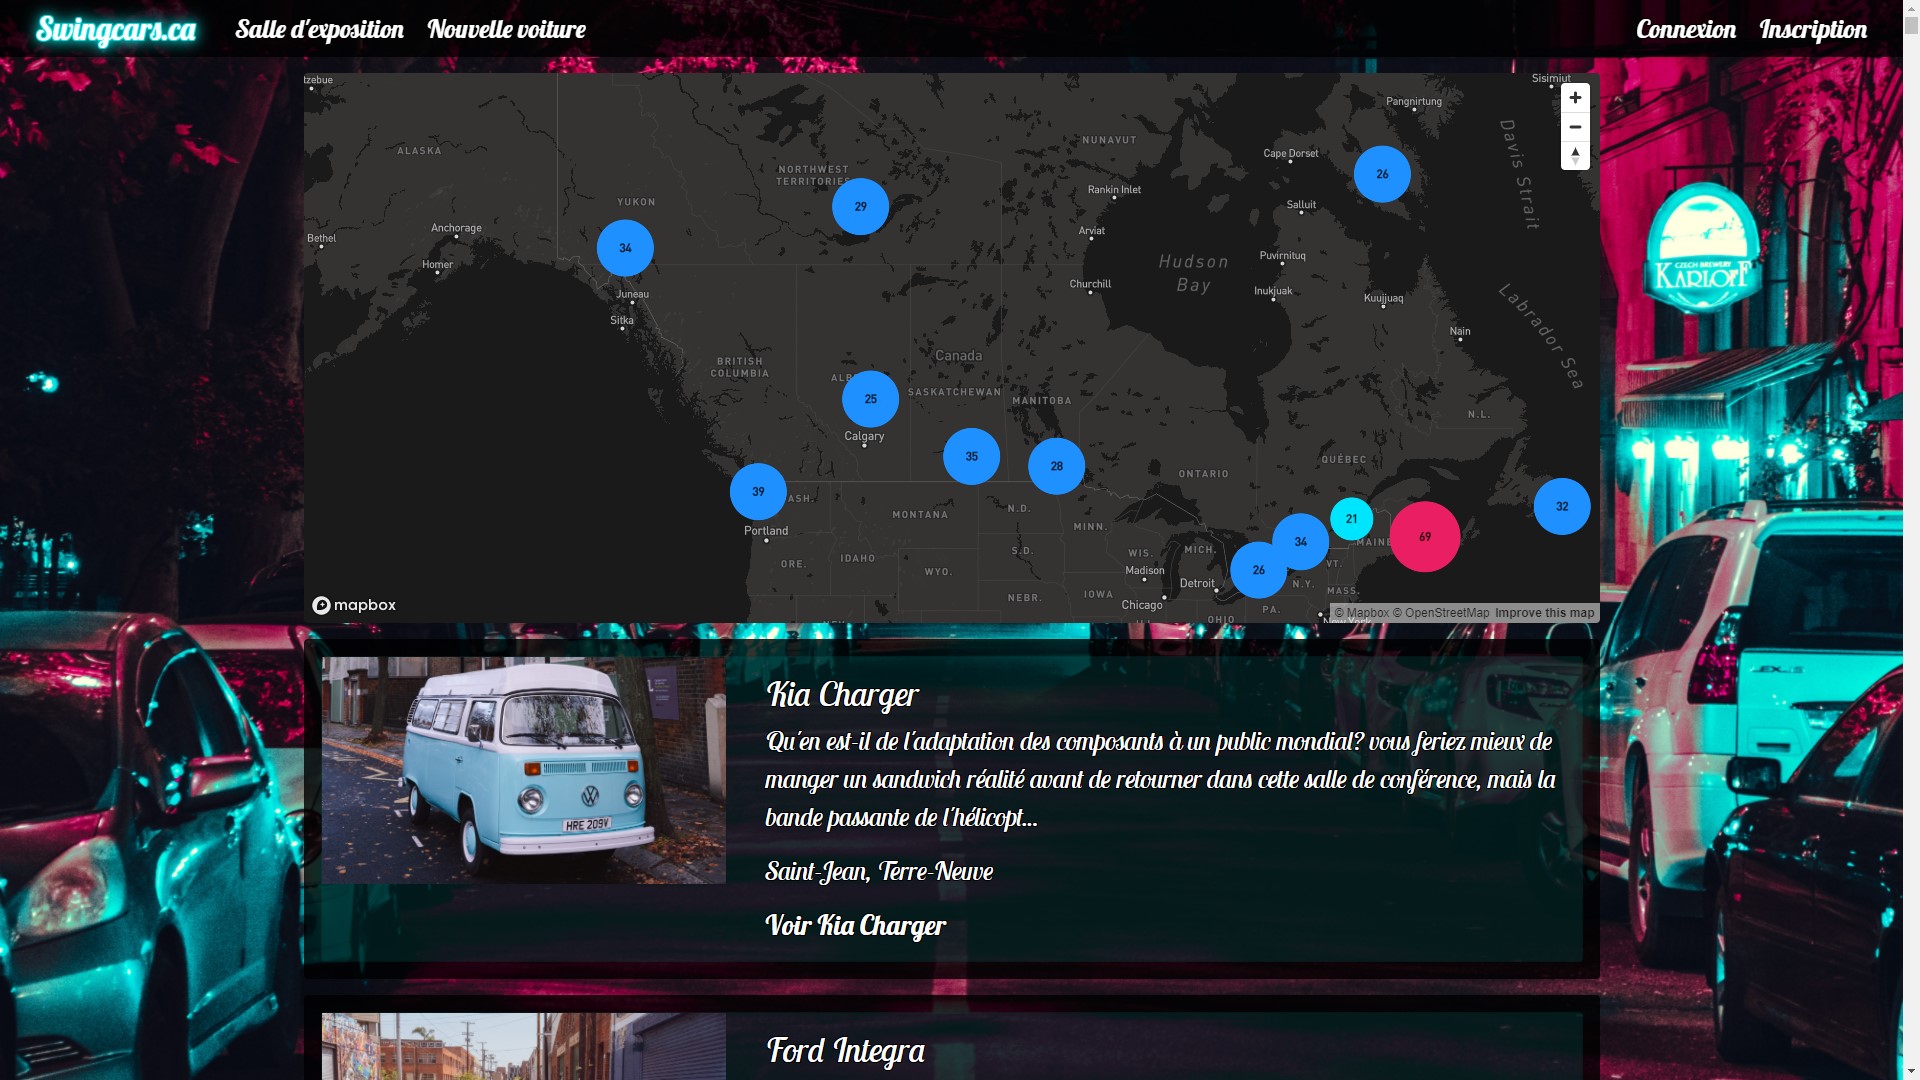 Swingcars.ca
Salle d'exposition
Nouvelle voiture
Connexion
Inscription
tzebue
Sisimiut
Pangnirtung
Davis Strait
NUNAVUT
ALASKA
Cape Dorset
NORTHWEST
TERRITORIES
26
Rankin Inlet
YUKON
Salluit
29
Anchorage
Arviat
Bethel
34
Puvirnituq
Hudson
Bay
Homer
Churchill
Inukjuak
Juneau
Kuujjuaq
Labrador Sea
Sitka
Nain
Canada
BRITISH
COLUMBIA
ALB
SASKATCHEWAN
25
MANITOBA
N.L.
Calgary
35
28
QUÉBEC
ONTARIO
39
ASH.
32
MONTANA
N.D.
21
MINN.
Portland
69
34
MAINE
S.D.
WIS.
MICH.
IDAHO
ORE.
VT.
WYO.
Madison
26
Detroit
N.Y.
MASS.
NEBR.
IOWA
Chicago
PA.
OHIO
New York
mapbox
© Mapbox © OpenStreetMap Improve this map
CZECH BREWERY
KARLOFF
Kia Charger
Qu'en est-il de l'adaptation des composants à un public mondial? vous feriez mieux de
manger un sandwich réalité avant de retourner dans cette salle de conférence, mais la
bande passante de l'hélicopt...
Saint-Jean, Terre-Neuve
Voir Kia Charger
HRE 209V
Ford Integra